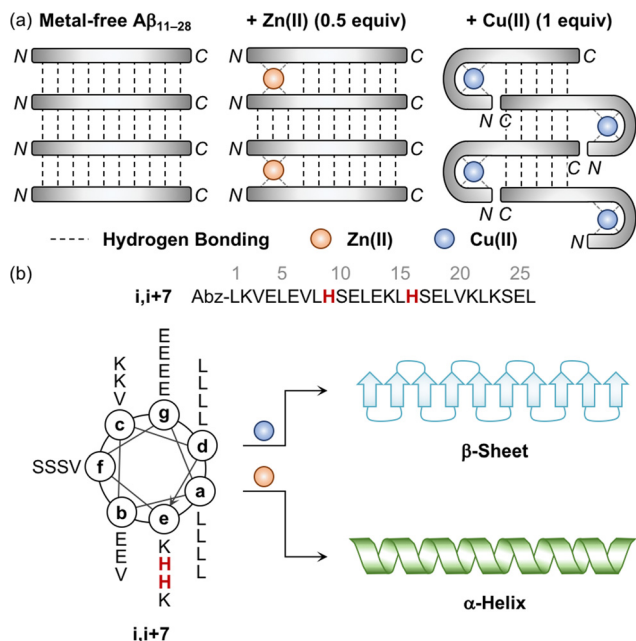 (a) Metal-free Aβ11–28 + Zn(II) (0.5 equiv) + Cu(II) (1 equiv)
N C N C C
N C N C N C
N C N C C N
N C N C N C
N
Hydrogen Bonding Zn(II) Cu(II)
(b) 1 5 10 15 20 25
i,i+7 Abz-LKVELEVLHSELEKLHSELVKLKSEL
E
E
E
E
K
K
V
L
L
L
L
g
c
d
SSSV f
a
b
e
E
E
V
K
H
H
K
L
L
L
L
i,i+7
β-Sheet
α-Helix